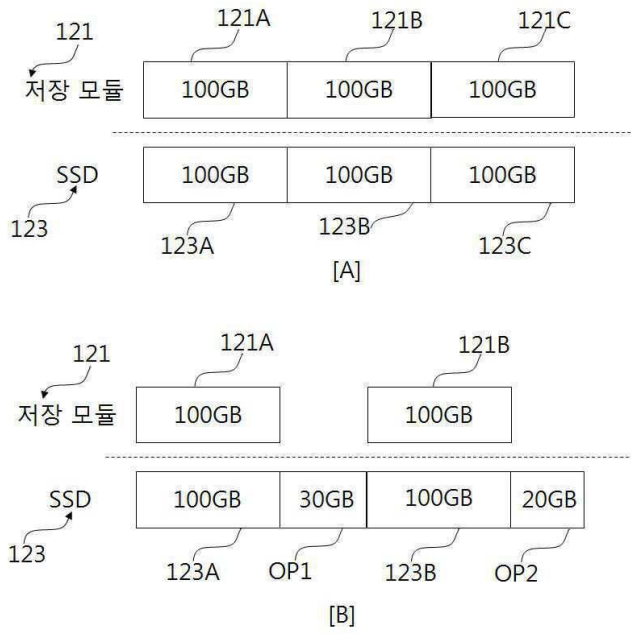 121A 121B 121C
121
저장 모듈 100GB 100GB 100GB
SSD 100GB 100GB 100GB
123 123A 123B 123C
[A]
121A 121B
121
저장 모듈 100GB 100GB
SSD 100GB 30GB 100GB 20GB
123 123A OP1 123B OP2
[B]